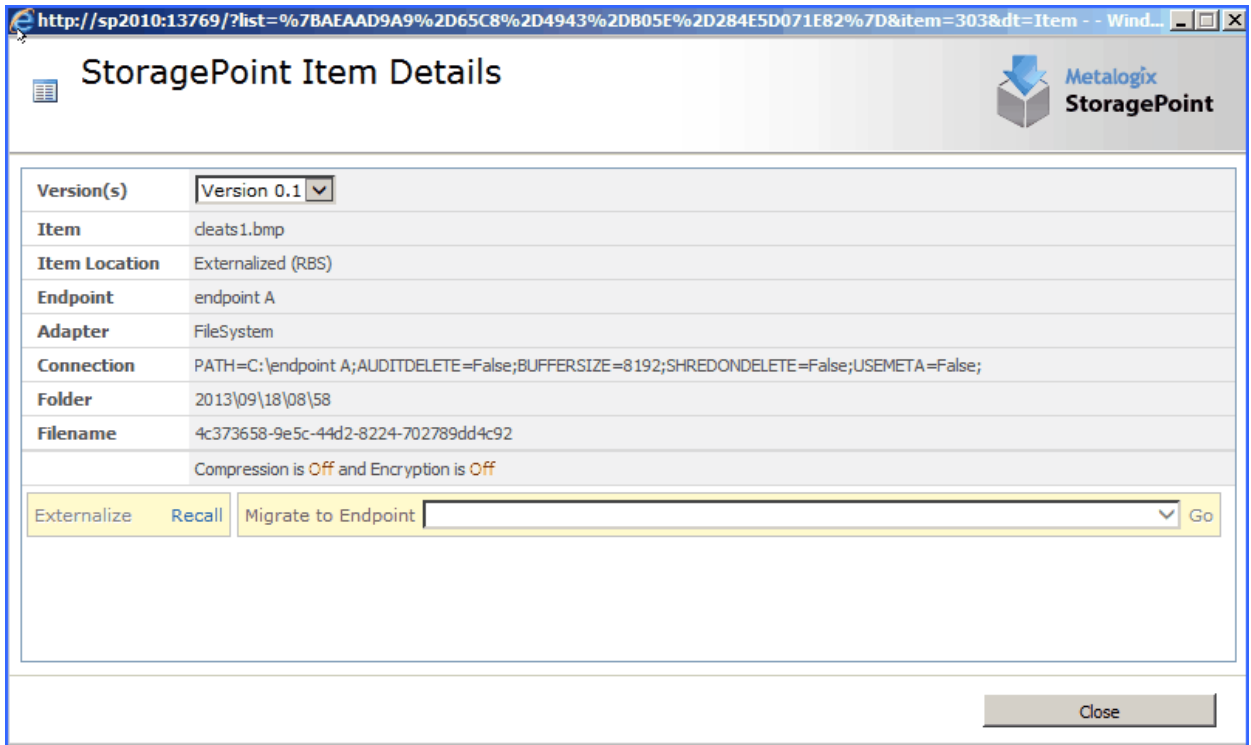 http://sp2010:13769/?list=%7BAEAAD9A9%2D65C8%2D4943%2DB05E%2D284E5D071E82%7D&item=303&dt=Item - - Wind...
StoragePoint Item Details
Metalogix
StoragePoint
Version(s) Version 0.1
Item cleats1.bmp
Item Location Externalized (RBS)
Endpoint endpoint A
Adapter FileSystem
Connection PATH=C:\endpoint A;AUDITDELETE=False;BUFFERSIZE=8192;SHREDONDELETE=False;USEMETA=False;
Folder 2013\09\18\08\58
Filename 4c373658-9e5c-44d2-8224-702789dd4c92
Compression is Off and Encryption is Off
Externalize Recall Migrate to Endpoint Go
Close